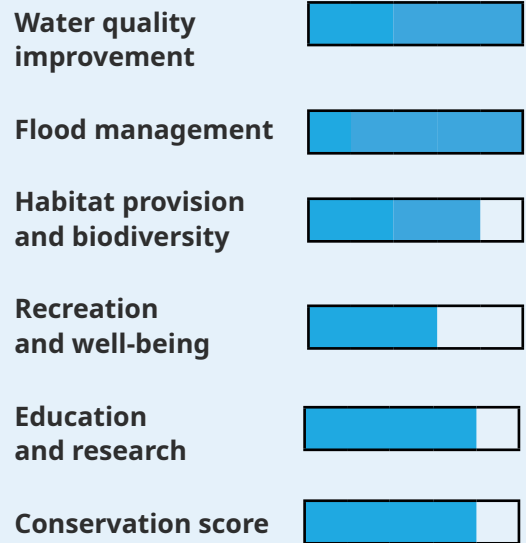 Water quality
improvement
Flood management
Habitat provision
and biodiversity
Recreation
and well-being
Education
and research
Conservation score